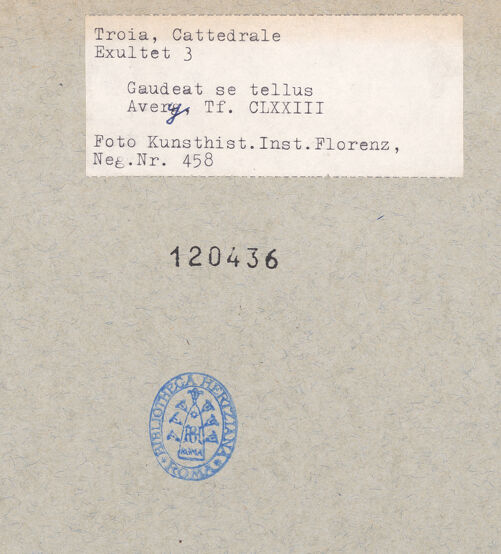 Troia, Cattedrale
Exultet 3
Gaudeat se tellus
Avery, Tf. CLXXIII
Foto Kunsthist.Inst.Florenz,
Neg.Nr. 458
120436
BIBLIOTHECA HERTZIANA
ROMA
ROMA